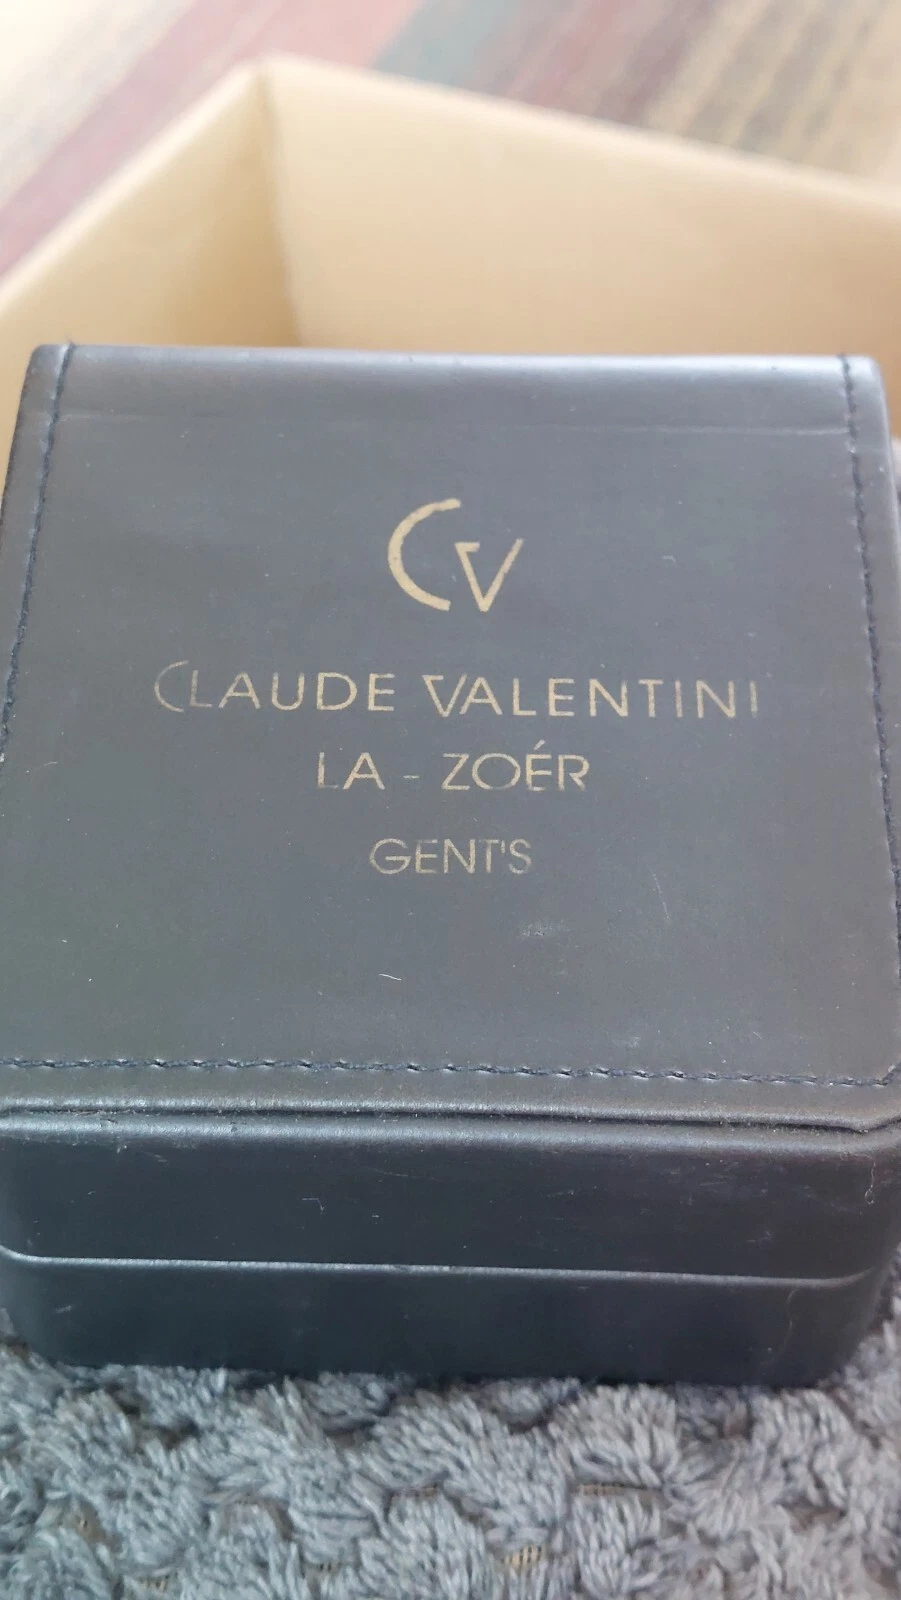 CV
CLAUDE VALENTINI
LA - ZOÉR
GENT'S